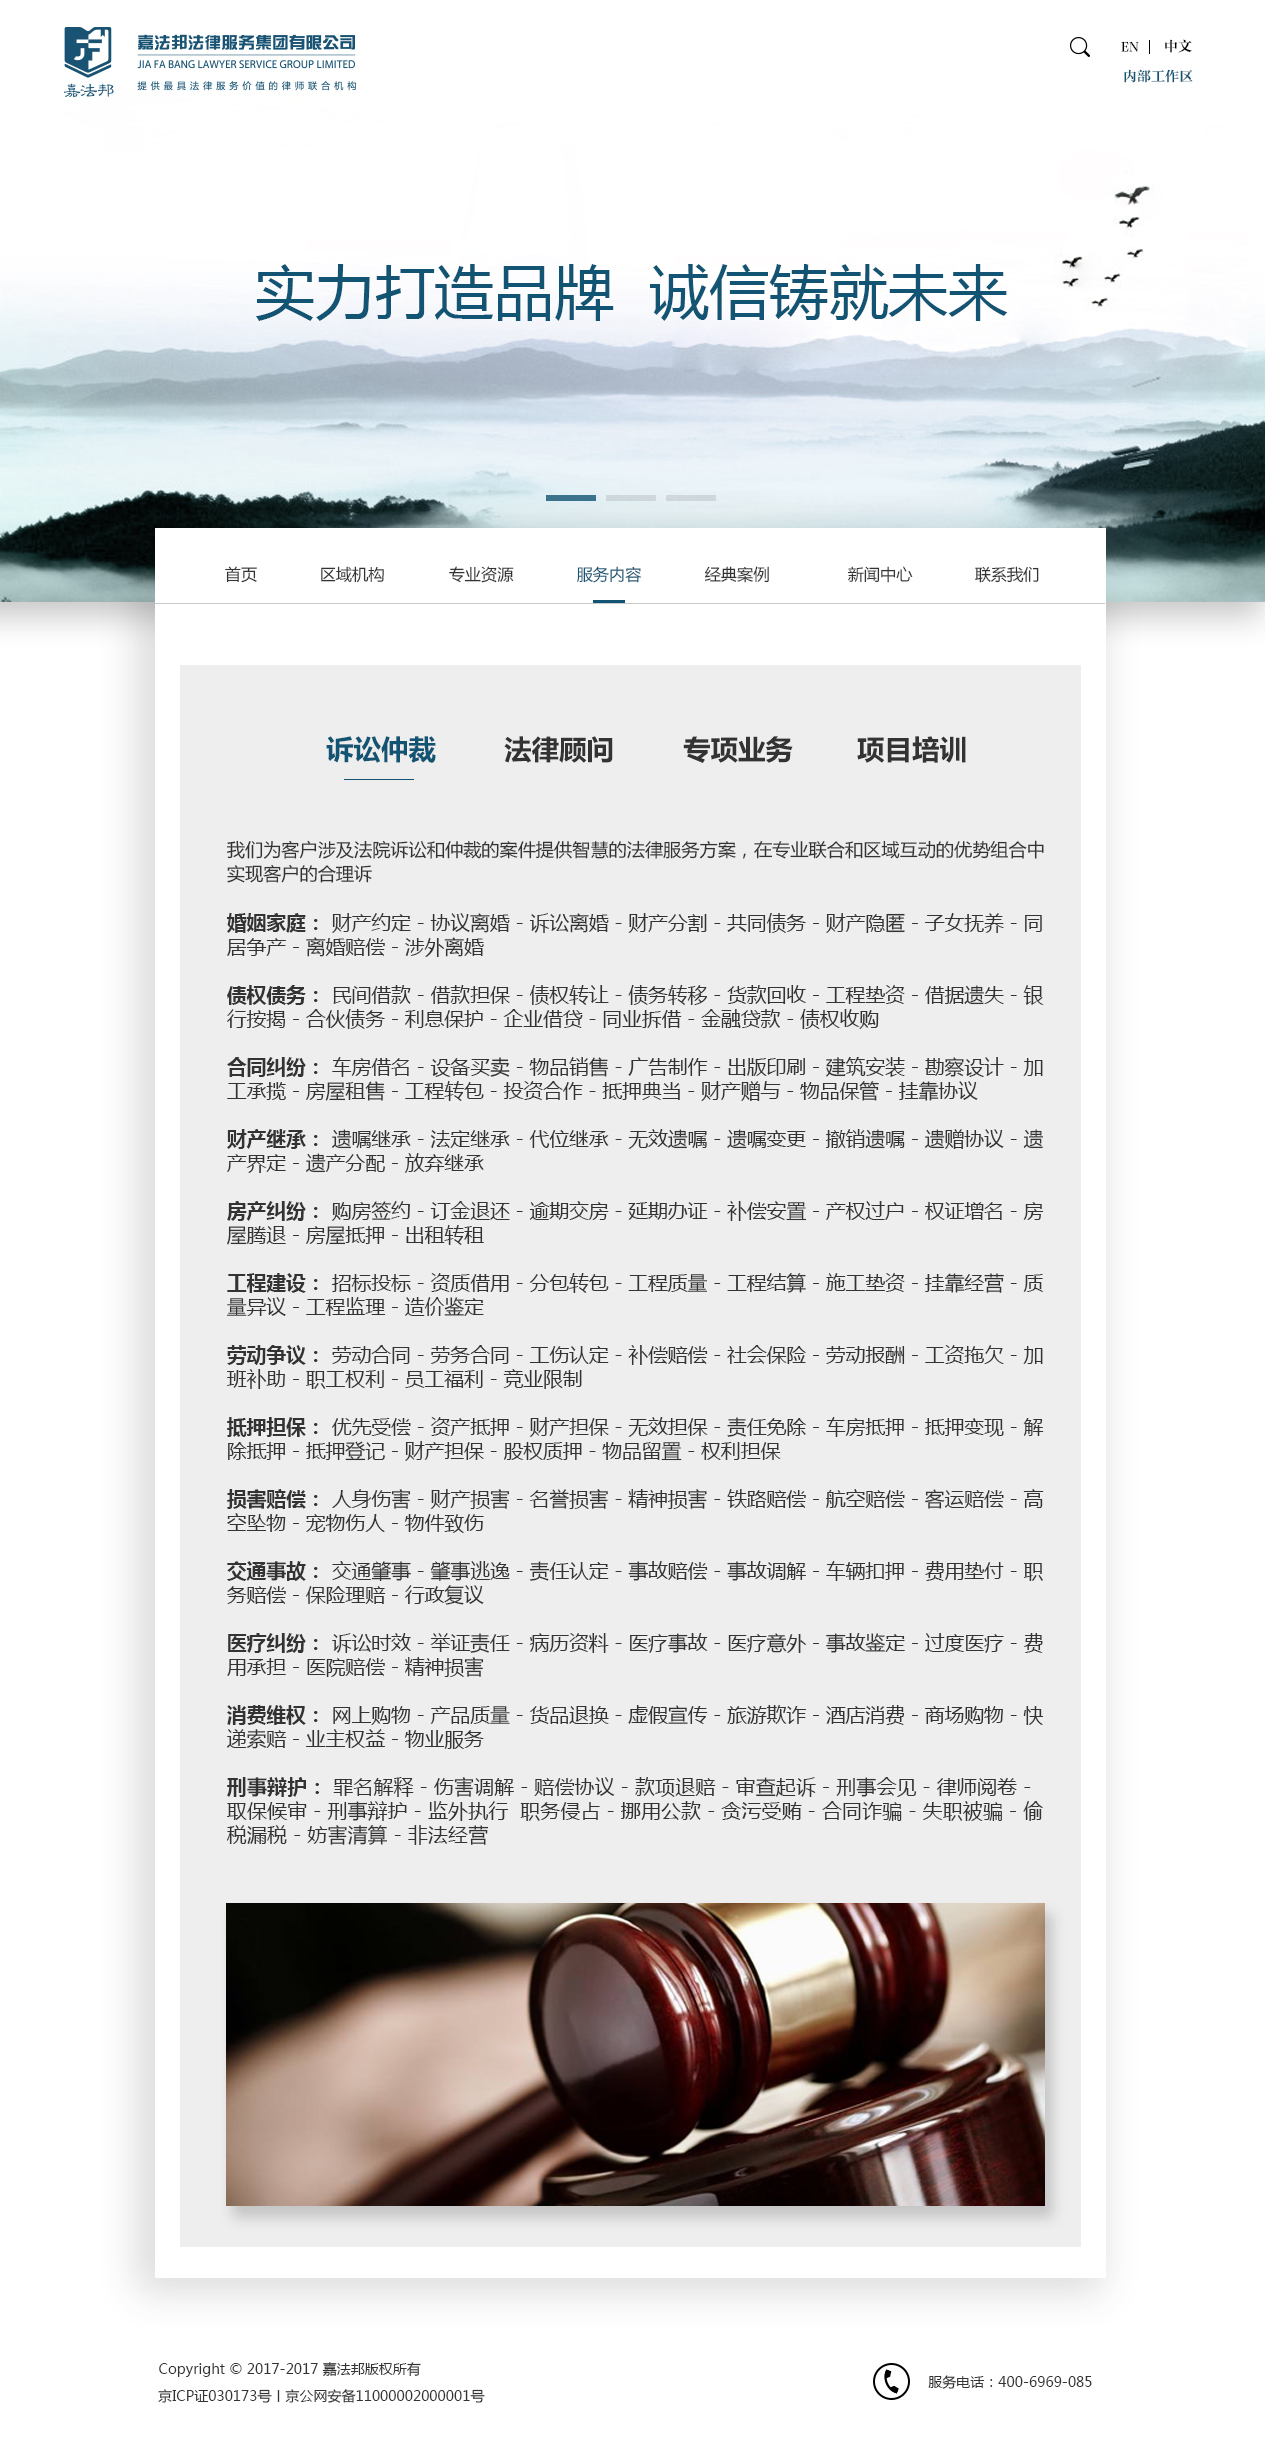 嘉法邦
嘉法邦法律服务集团有限公司
JIA FA BANG LAWYER SERVICE GROUP LIMITED
提供最具法律服务价值的律师联合机构
EN | 中文
内部工作区
实力打造品牌 诚信铸就未来
首页 区域机构 专业资源 服务内容 经典案例 新闻中心 联系我们
诉讼仲裁 法律顾问 专项业务 项目培训
我们为客户涉及法院诉讼和仲裁的案件提供智慧的法律服务方案，在专业联合和区域互动的优势组合中
实现客户的合理诉
婚姻家庭： 财产约定 - 协议离婚 - 诉讼离婚 - 财产分割 - 共同债务 - 财产隐匿 - 子女抚养 - 同
居争产 - 离婚赔偿 - 涉外离婚
债权债务： 民间借款 - 借款担保 - 债权转让 - 债务转移 - 货款回收 - 工程垫资 - 借据遗失 - 银
行按揭 - 合伙债务 - 利息保护 - 企业借贷 - 同业拆借 - 金融贷款 - 债权收购
合同纠纷： 车房借名 - 设备买卖 - 物品销售 - 广告制作 - 出版印刷 - 建筑安装 - 勘察设计 - 加
工承揽 - 房屋租售 - 工程转包 - 投资合作 - 抵押典当 - 财产赠与 - 物品保管 - 挂靠协议
财产继承： 遗嘱继承 - 法定继承 - 代位继承 - 无效遗嘱 - 遗嘱变更 - 撤销遗嘱 - 遗赠协议 - 遗
产界定 - 遗产分配 - 放弃继承
房产纠纷： 购房签约 - 订金退还 - 逾期交房 - 延期办证 - 补偿安置 - 产权过户 - 权证增名 - 房
屋腾退 - 房屋抵押 - 出租转租
工程建设： 招标投标 - 资质借用 - 分包转包 - 工程质量 - 工程结算 - 施工垫资 - 挂靠经营 - 质
量异议 - 工程监理 - 造价鉴定
劳动争议： 劳动合同 - 劳务合同 - 工伤认定 - 补偿赔偿 - 社会保险 - 劳动报酬 - 工资拖欠 - 加
班补助 - 职工权利 - 员工福利 - 竞业限制
抵押担保： 优先受偿 - 资产抵押 - 财产担保 - 无效担保 - 责任免除 - 车房抵押 - 抵押变现 - 解
除抵押 - 抵押登记 - 财产担保 - 股权质押 - 物品留置 - 权利担保
损害赔偿： 人身伤害 - 财产损害 - 名誉损害 - 精神损害 - 铁路赔偿 - 航空赔偿 - 客运赔偿 - 高
空坠物 - 宠物伤人 - 物件致伤
交通事故： 交通肇事 - 肇事逃逸 - 责任认定 - 事故赔偿 - 事故调解 - 车辆扣押 - 费用垫付 - 职
务赔偿 - 保险理赔 - 行政复议
医疗纠纷： 诉讼时效 - 举证责任 - 病历资料 - 医疗事故 - 医疗意外 - 事故鉴定 - 过度医疗 - 费
用承担 - 医院赔偿 - 精神损害
消费维权： 网上购物 - 产品质量 - 货品退换 - 虚假宣传 - 旅游欺诈 - 酒店消费 - 商场购物 - 快
递索赔 - 业主权益 - 物业服务
刑事辩护： 罪名解释 - 伤害调解 - 赔偿协议 - 款项退赔 - 审查起诉 - 刑事会见 - 律师阅卷 -
取保候审 - 刑事辩护 - 监外执行 职务侵占 - 挪用公款 - 贪污受贿 - 合同诈骗 - 失职被骗 - 偷
税漏税 - 妨害清算 - 非法经营
Copyright © 2017-2017 嘉法邦版权所有
京ICP证030173号 | 京公网安备11000002000001号
服务电话：400-6969-085